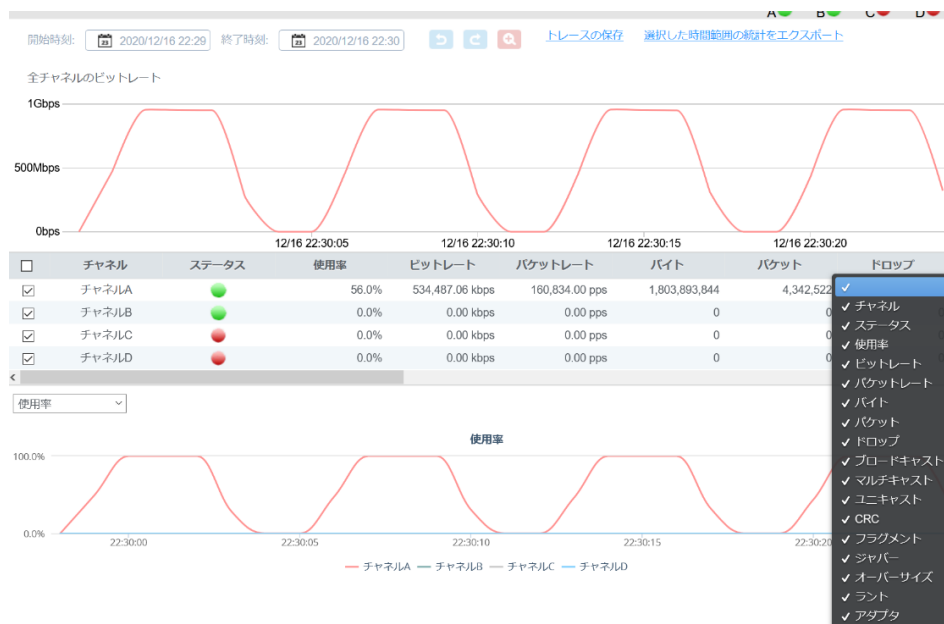 A B C D
開始時刻: 2020/12/16 22:29 終了時刻: 2020/12/16 22:30 トレースの保存 選択した時間範囲の統計をエクスポート
全チャネルのビットレート
1Gbps
500Mbps
0bps
12/16 22:30:05 12/16 22:30:10 12/16 22:30:15 12/16 22:30:20
チャネル ステータス 使用率 ビットレート パケットレート バイト パケット ドロップ
チャネルA 56.0% 534,487.06 kbps 160,834.00 pps 1,803,893,844 4,342,522
チャネルB 0.0% 0.00 kbps 0.00 pps 0 0
チャネルC 0.0% 0.00 kbps 0.00 pps 0 0
チャネルD 0.0% 0.00 kbps 0.00 pps 0 0
チャネル
ステータス
使用率
ビットレート
パケットレート
バイト
パケット
ドロップ
ブロードキャスト
マルチキャスト
ユニキャスト
CRC
フラグメント
ジャバー
オーバーサイズ
ラント
アダプタ
使用率
使用率
100.0%
0.0%
22:30:00 22:30:05 22:30:10 22:30:15 22:30:20
チャネルA チャネルB チャネルC チャネルD